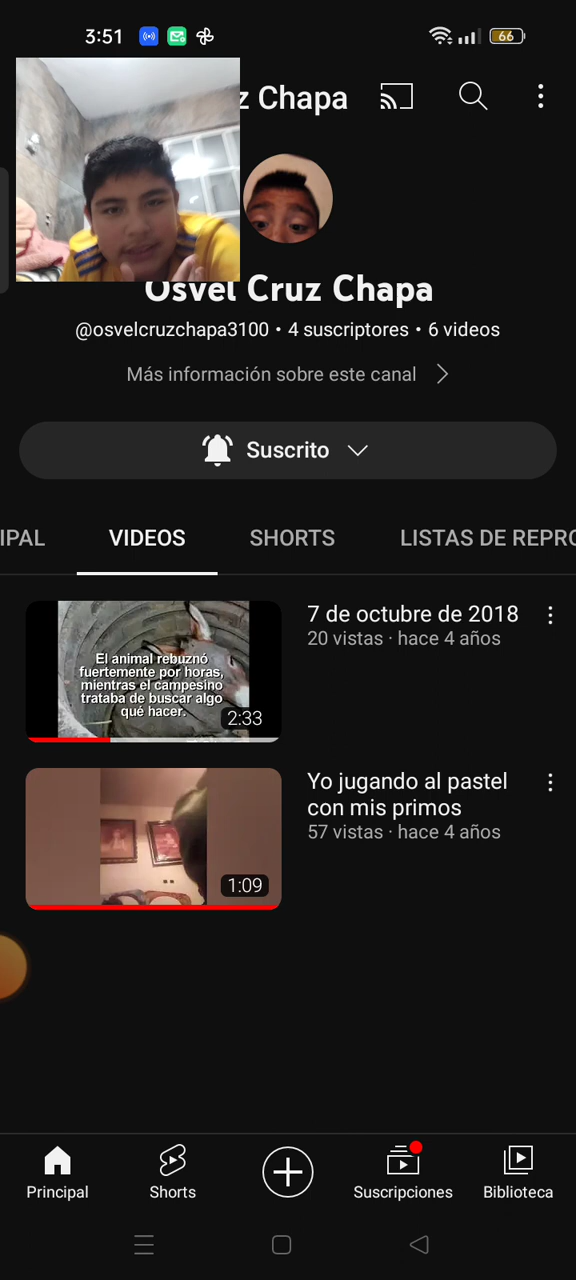 3:51
66
z Chapa
Osvel Cruz Chapa
@osvelcruzchapa3100 • 4 suscriptores • 6 videos
Más información sobre este canal
Suscrito
IPAL VIDEOS SHORTS LISTAS DE REPRO
El animal rebuznó
fuertemente por horas,
mientras el campesino
trataba de buscar algo
qué hacer.
2:33
7 de octubre de 2018
20 vistas · hace 4 años
1:09
Yo jugando al pastel
con mis primos
57 vistas · hace 4 años
Principal Shorts Suscripciones Biblioteca